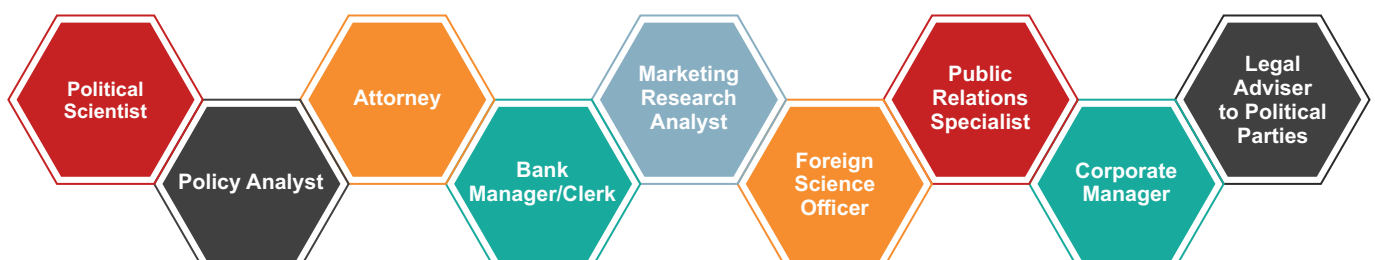 Political
Scientist
Policy Analyst
Attorney
Bank
Manager/Clerk
Marketing
Research
Analyst
Foreign
Science
Officer
Public
Relations
Specialist
Corporate
Manager
Legal
Adviser
to Political
Parties